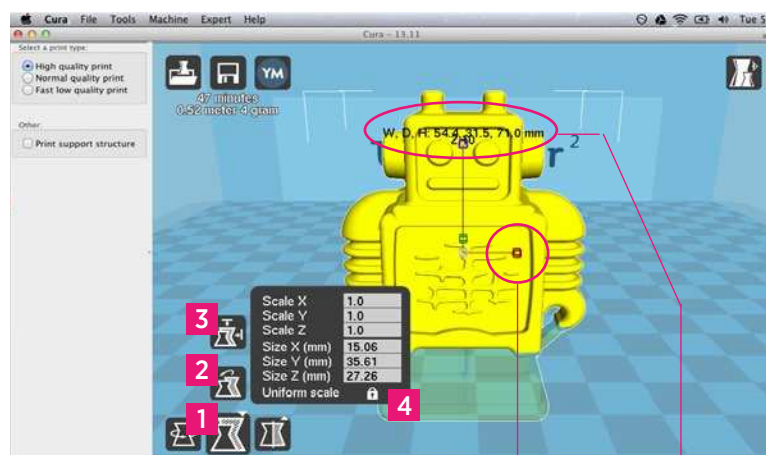 Cura File Tools Machine Expert Help Tue 5
Cura - 13.11
Select a print type:
High quality print
Normal quality print
Fast low quality print
Other:
Print support structure
YM
47 minutes
0.52 meter 4 gram
W, D, H: 54.4, 31.5, 71.0 mm
r 2
Scale X 1.0
Scale Y 1.0
Scale Z 1.0
Size X (mm) 15.06
Size Y (mm) 35.61
Size Z (mm) 27.26
Uniform scale
3
2
1
4